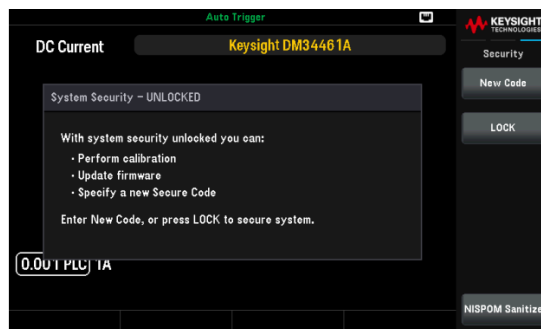 Auto Trigger
KEYSIGHT
TECHNOLOGIES
DC Current
Keysight DM34461A
Security
New Code
System Security - UNLOCKED
LOCK
With system security unlocked you can:
• Perform calibration
• Update firmware
• Specify a new Secure Code
Enter New Code, or press LOCK to secure system.
0.001 PLC 1A
NISPOM Sanitize